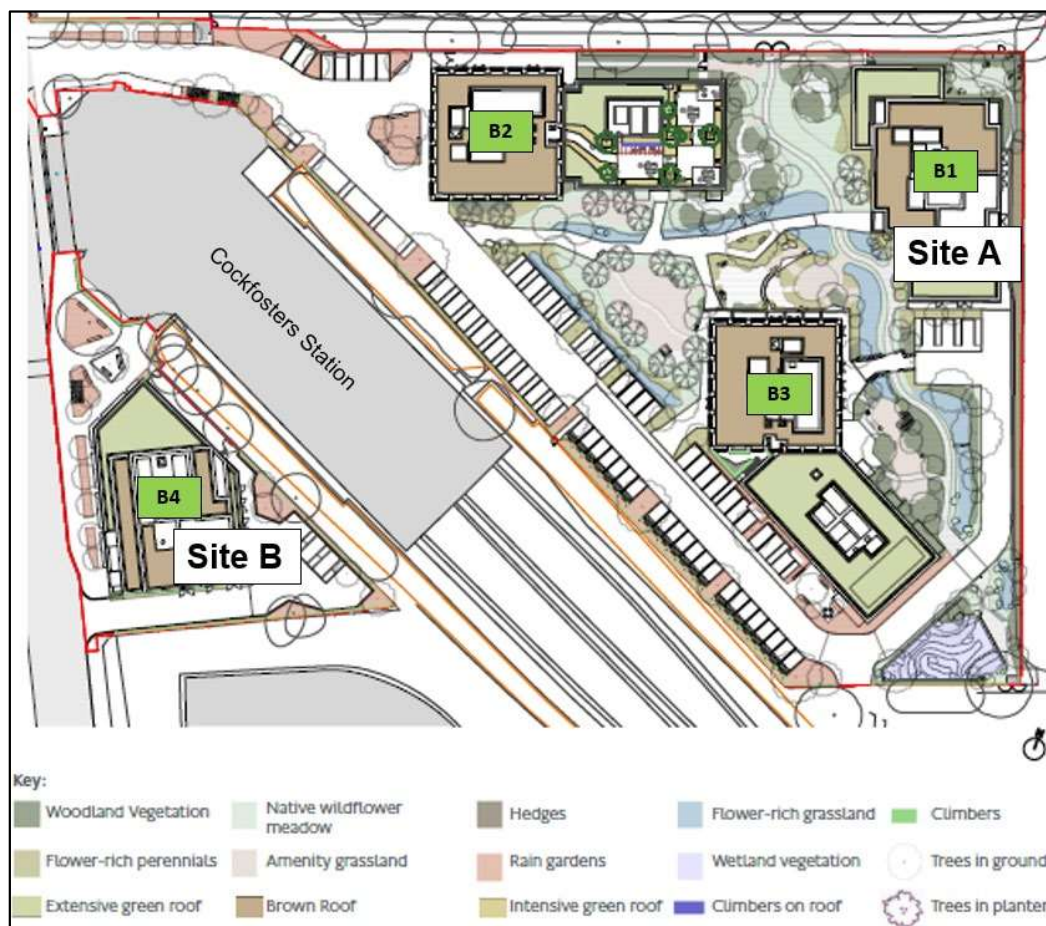 B2
B1
Site A
Cockfosters Station
B3
B4
Site B
Key:
Woodland Vegetation
Native wildflower
meadow
Hedges
Flower-rich grassland
Climbers
Flower-rich perennials
Amenity grassland
Rain gardens
Wetland vegetation
Trees in ground
Extensive green roof
Brown Roof
Intensive green roof
Climbers on roof
Trees in planter